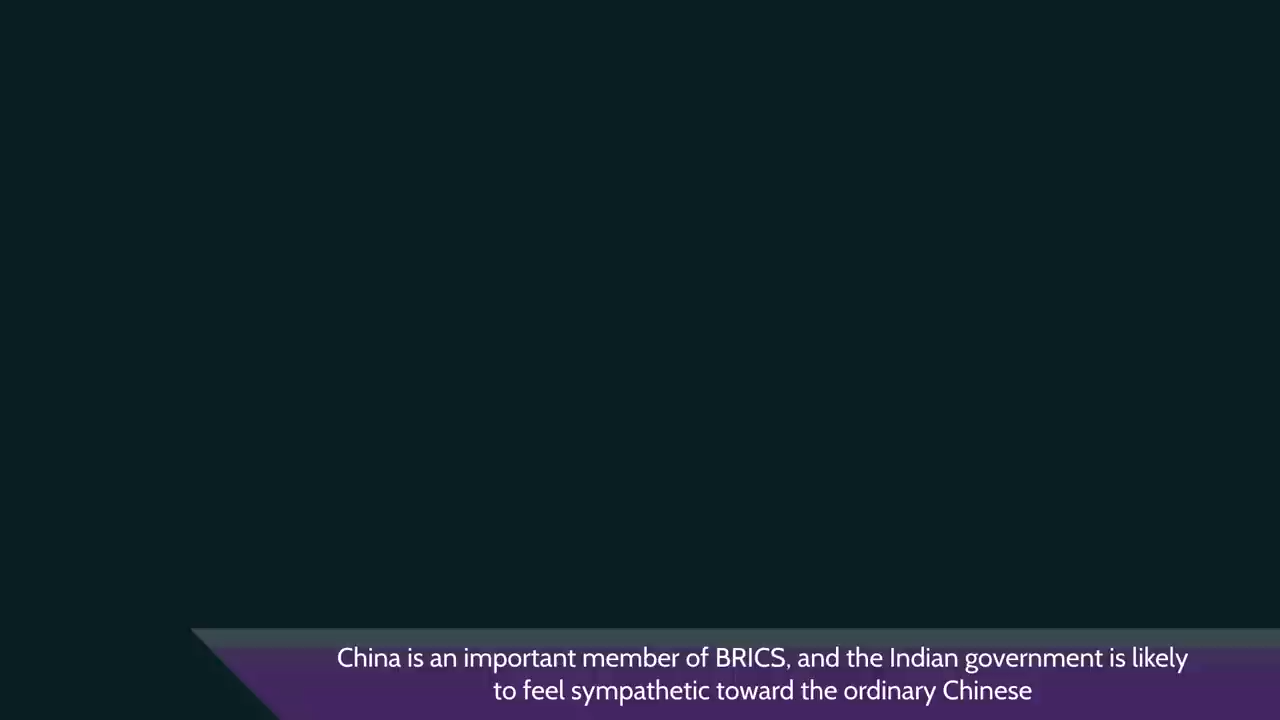 China is an important member of BRICS, and the Indian government is likely
to feel sympathetic toward the ordinary Chinese